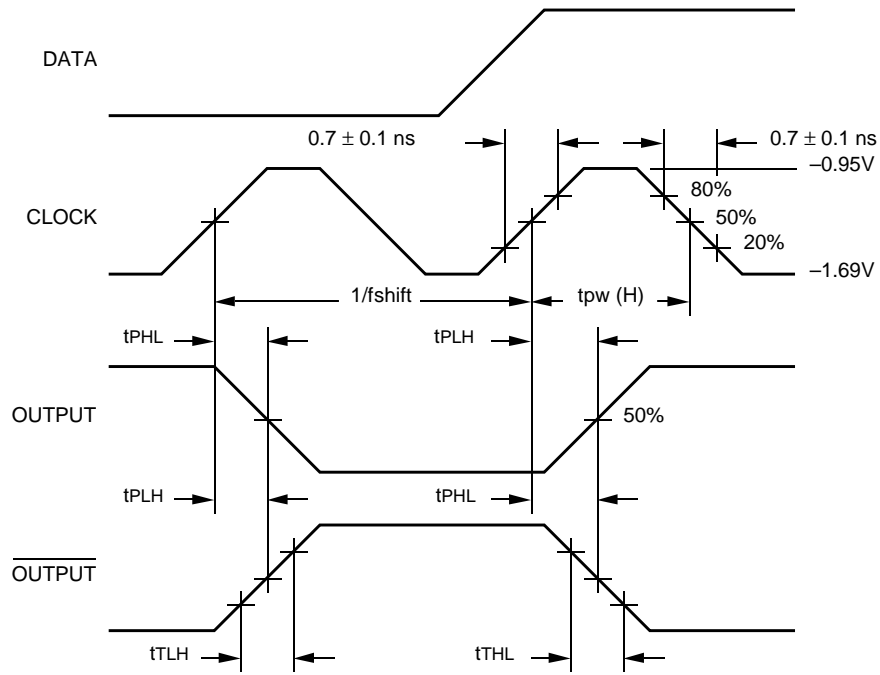 DATA
0.7 ± 0.1 ns
0.7 ± 0.1 ns
–0.95V
80%
CLOCK
50%
20%
–1.69V
1/fshift
tpw (H)
tPHL
tPLH
OUTPUT
50%
tPLH
tPHL
OUTPUT
tTLH
tTHL